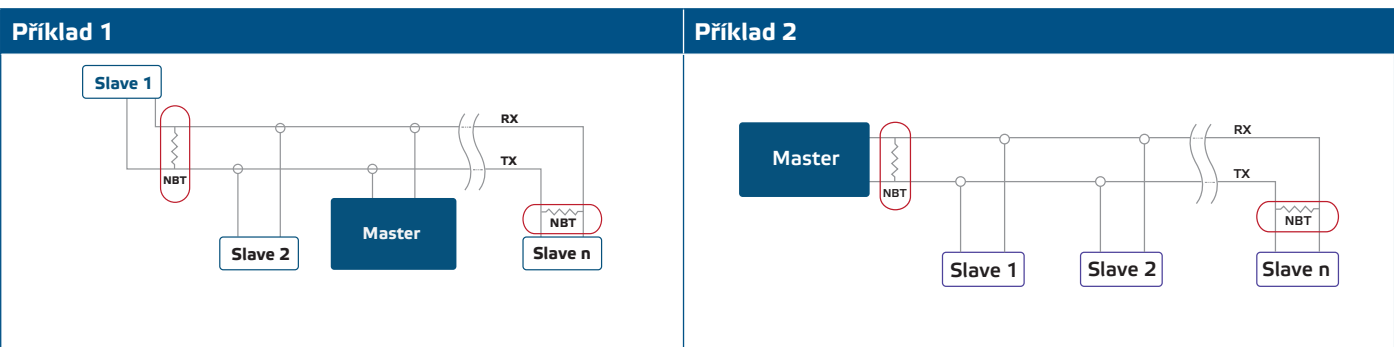 Příklad 1
Slave 1
RX
TX
NBT
Slave 2
Master
NBT
Slave n
Příklad 2
Master
RX
TX
NBT
NBT
Slave 1
Slave 2
Slave n